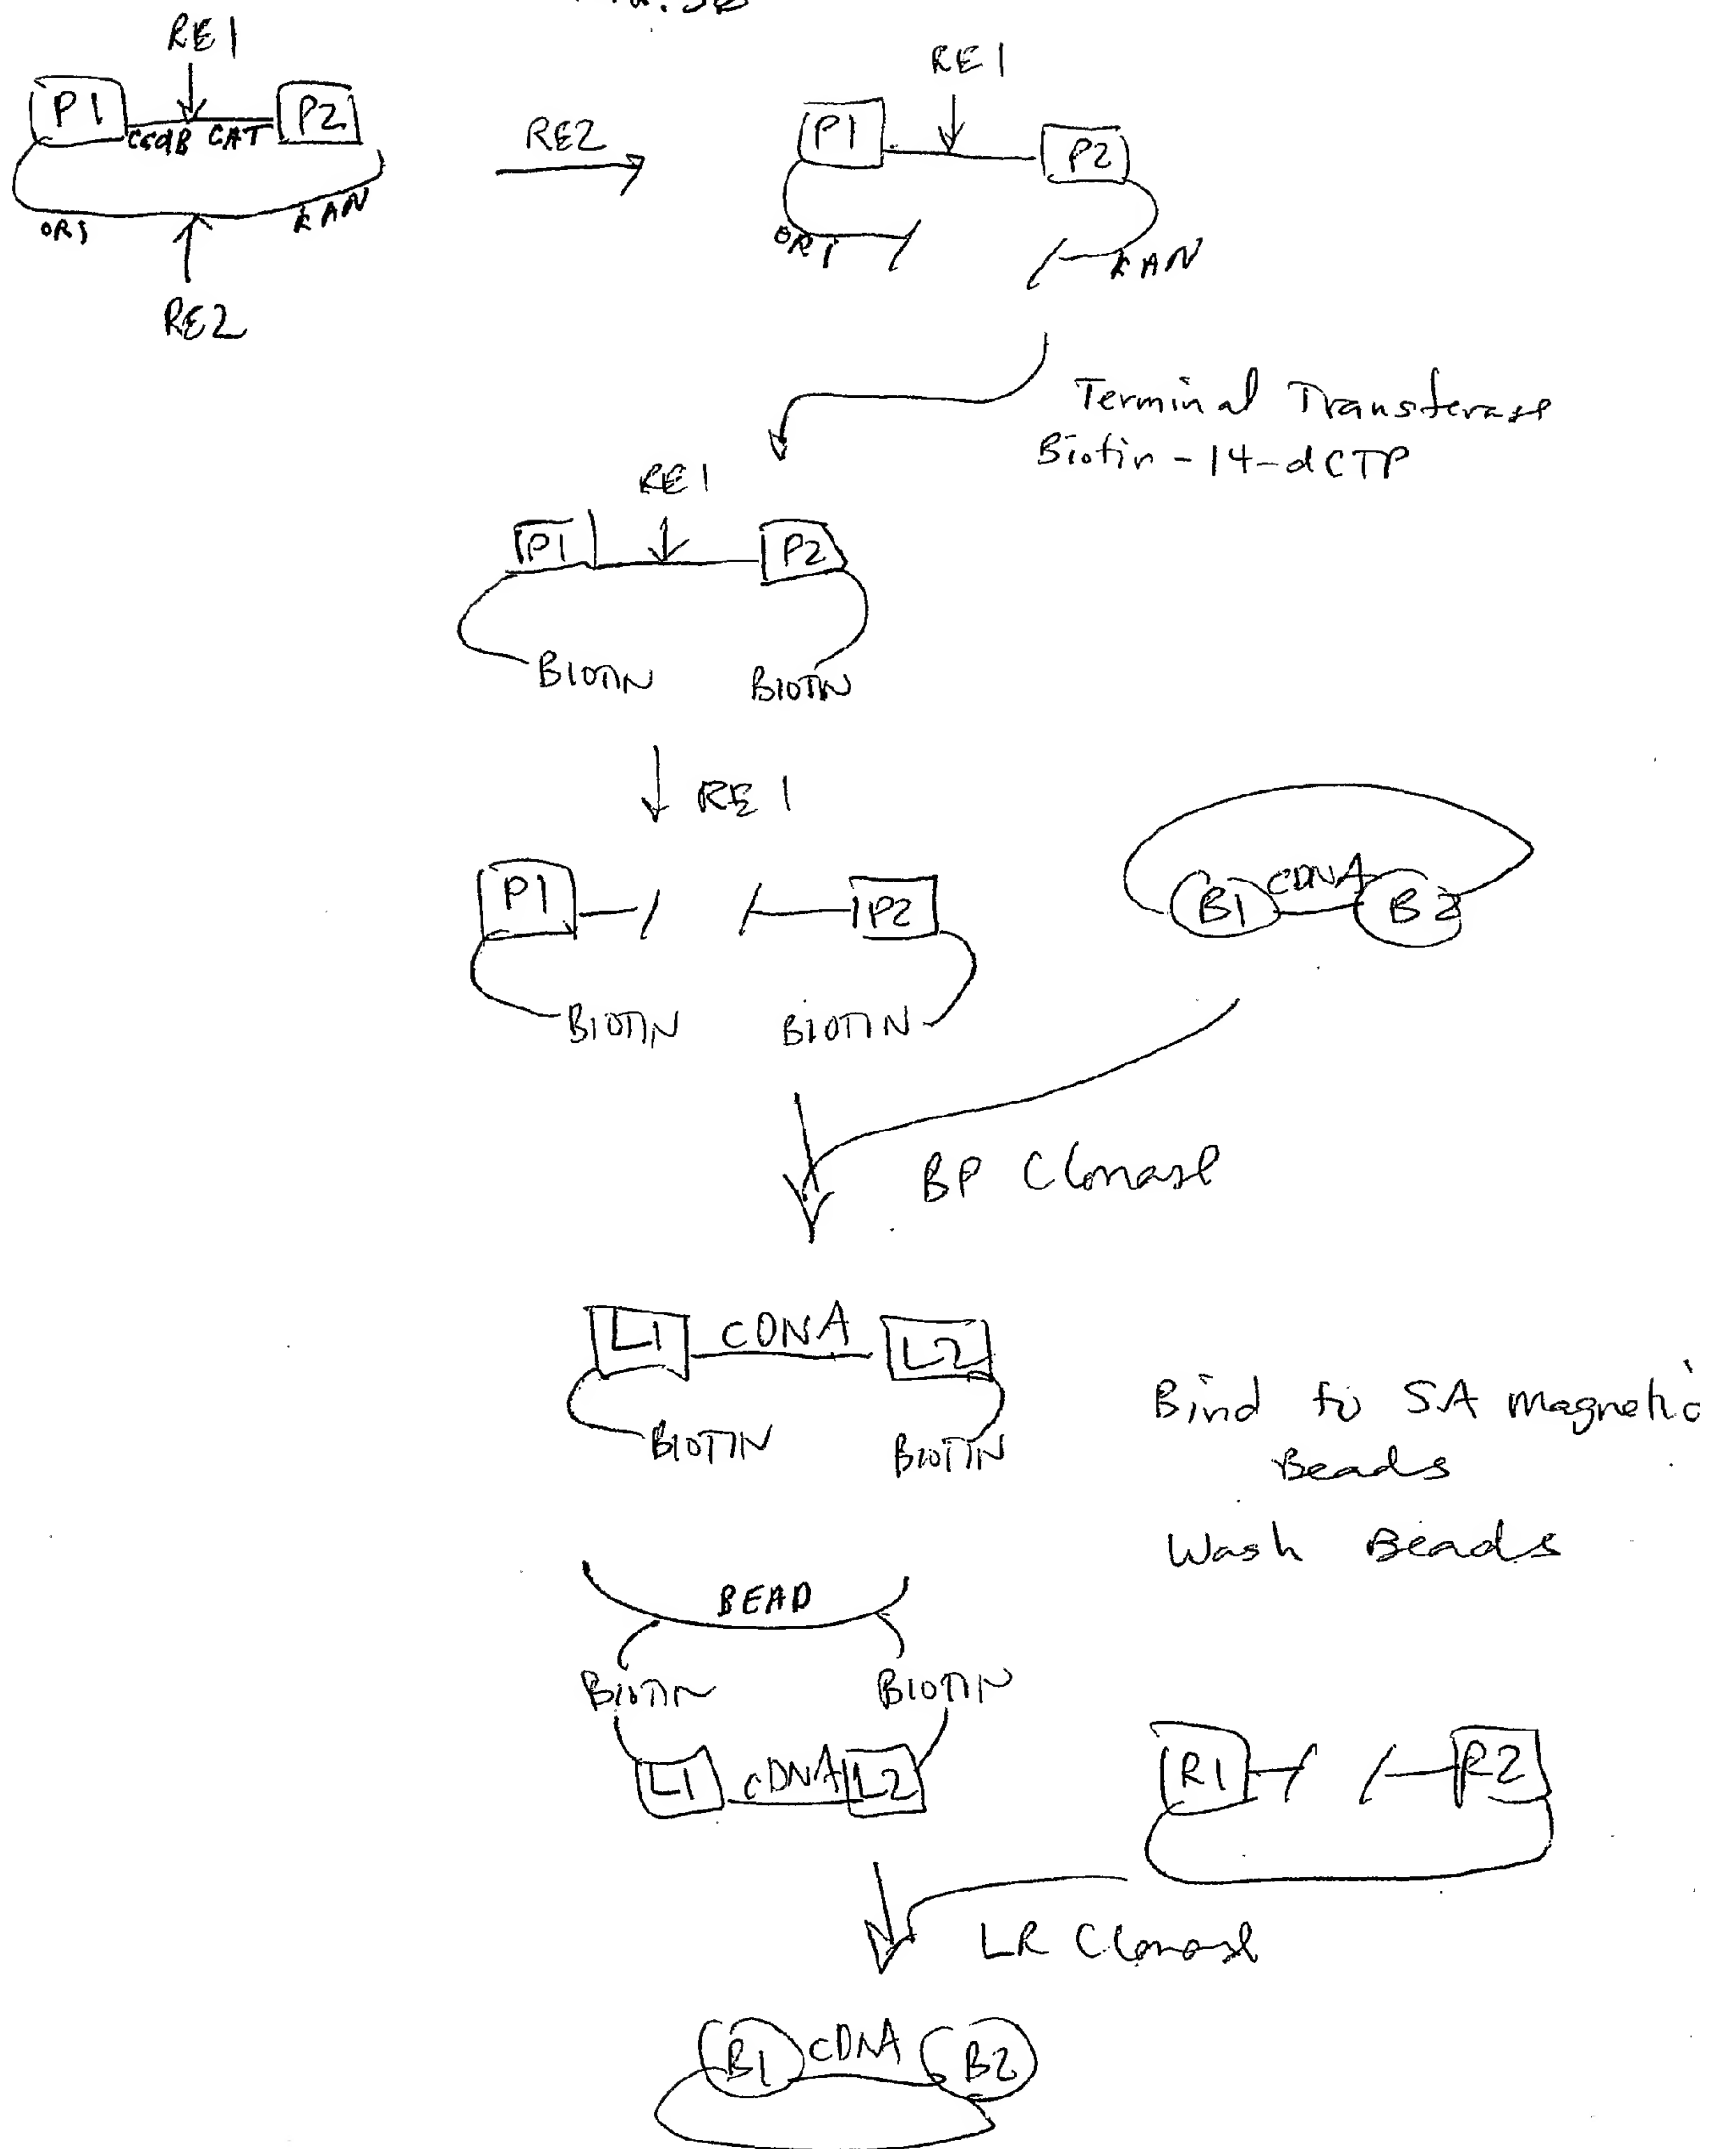 RE1
P1
P2
CCdB CAT
ORI
KAN
RE2
RE2
RE1
P1
P2
ORI
KAN
Terminal Transferase
Biotin-14-dCTP
RE1
P1
P2
BIOTIN
BIOTIN
RE1
P1
P2
BIOTIN
BIOTIN
B1
CDNA
B2
BP Clonase
L1
CDNA
L2
BIOTIN
BIOTIN
Bind to SA magnetic
Beads
Wash Beads
BEAD
BIOTIN
BIOTIN
L1
cDNA
L2
R1
R2
LR Clonase
B1
cDNA
B2